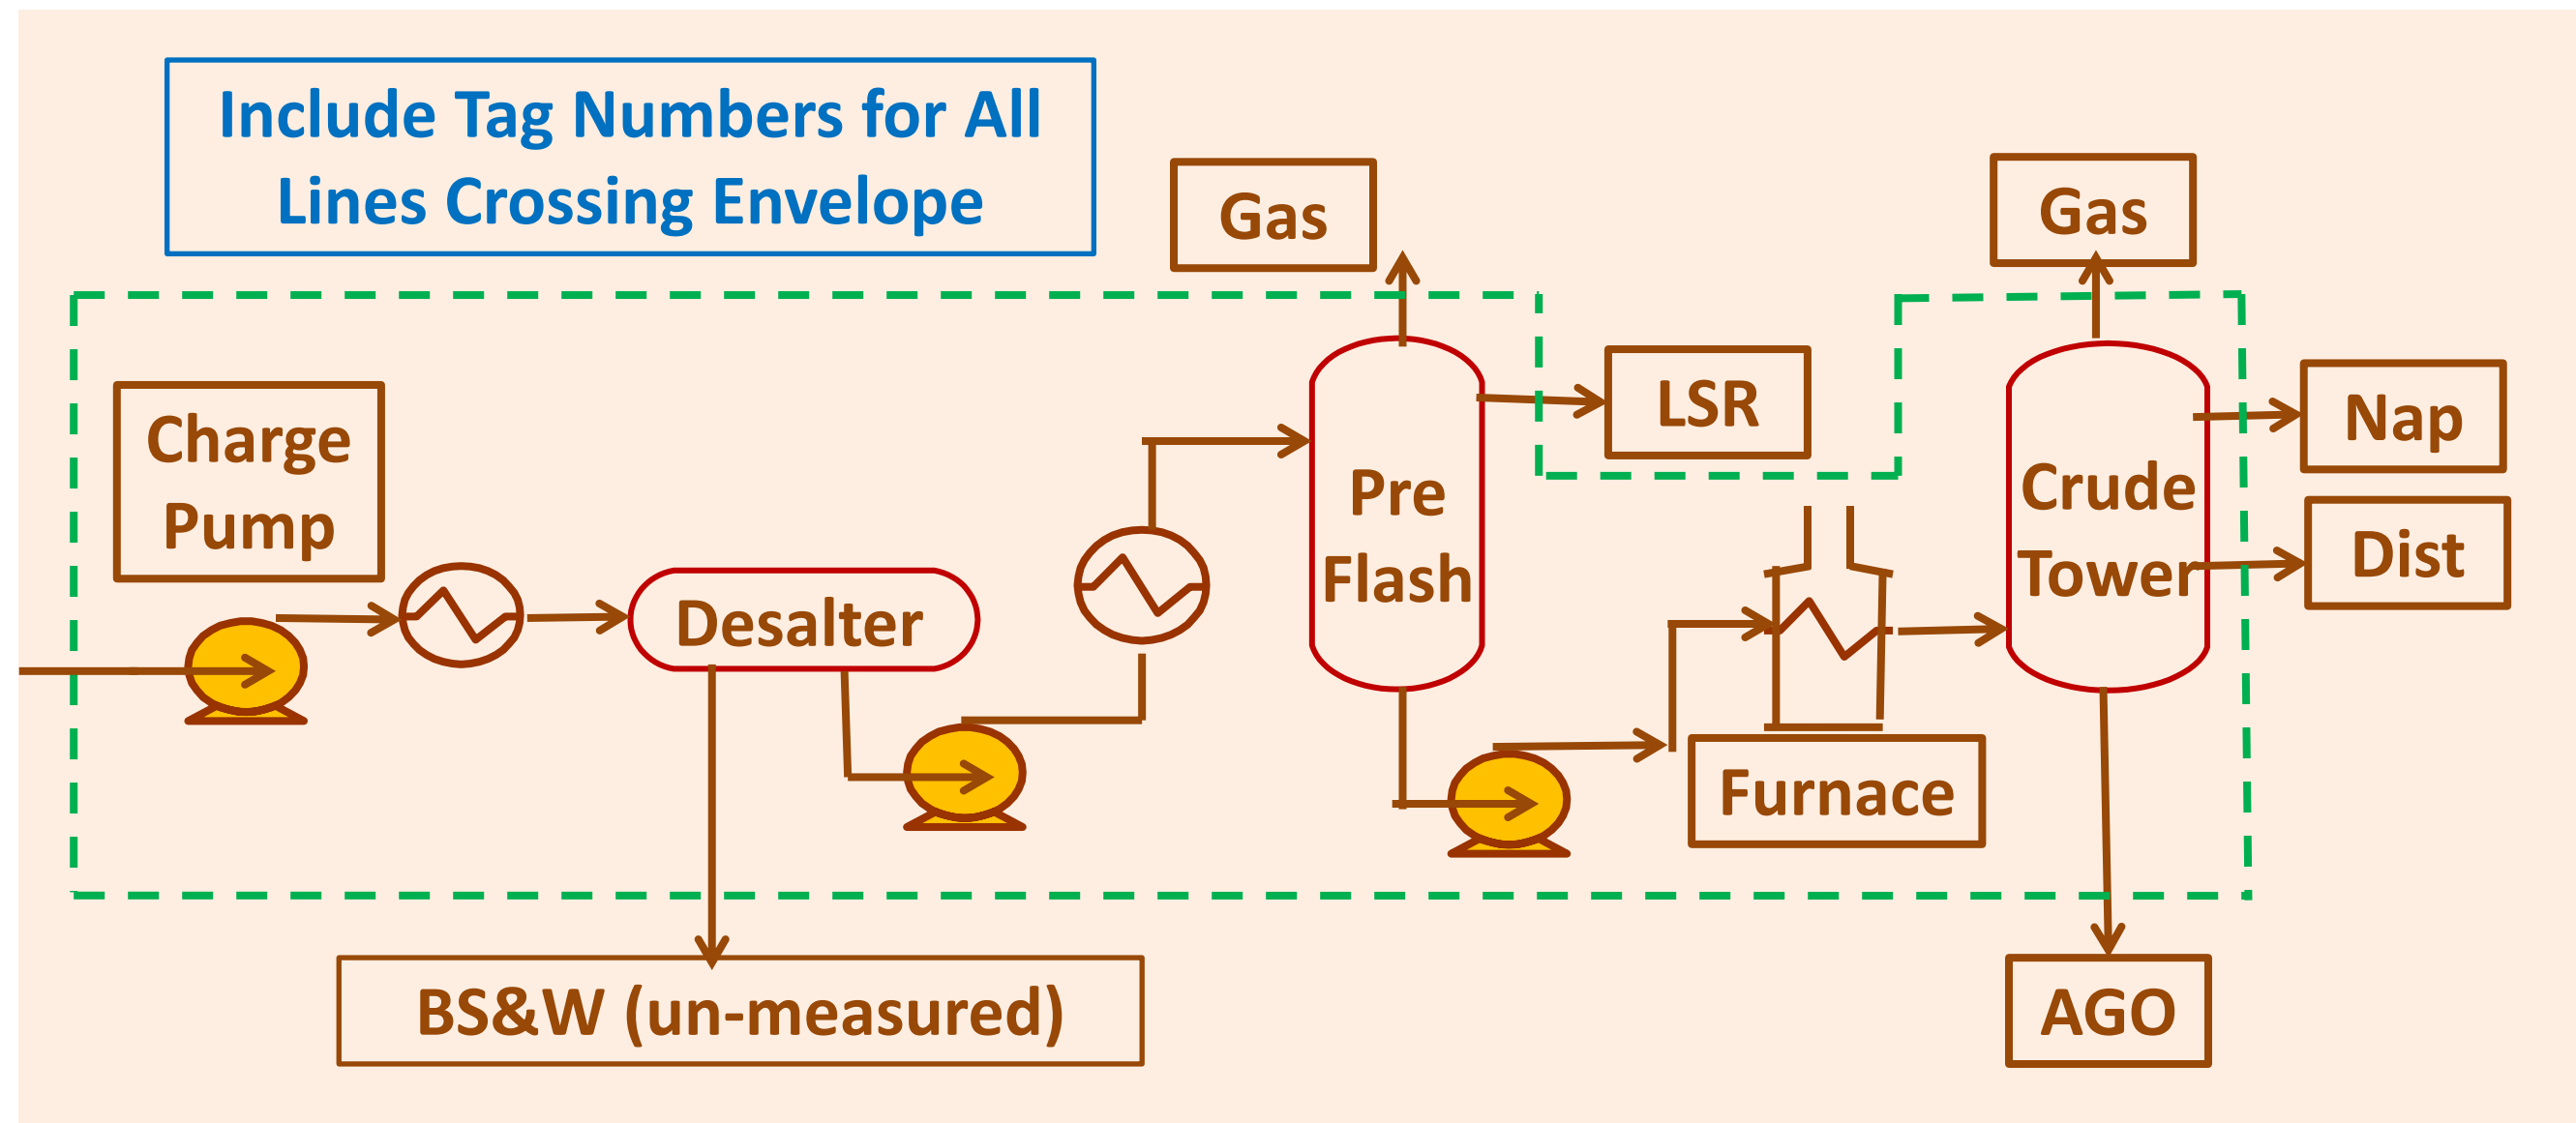 Include Tag Numbers for All
Lines Crossing Envelope
Gas
Gas
Charge
Pump
LSR
Nap
Pre
Flash
Crude
Tower
Dist
Desalter
Furnace
BS&W (un-measured)
AGO